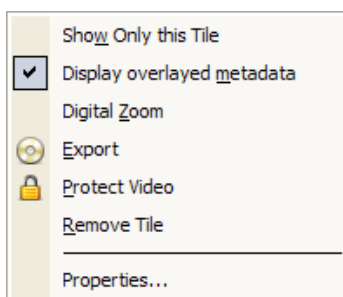 Show Only this Tile
Display overlayed metadata
Digital Zoom
Export
Protect Video
Remove Tile
Properties...